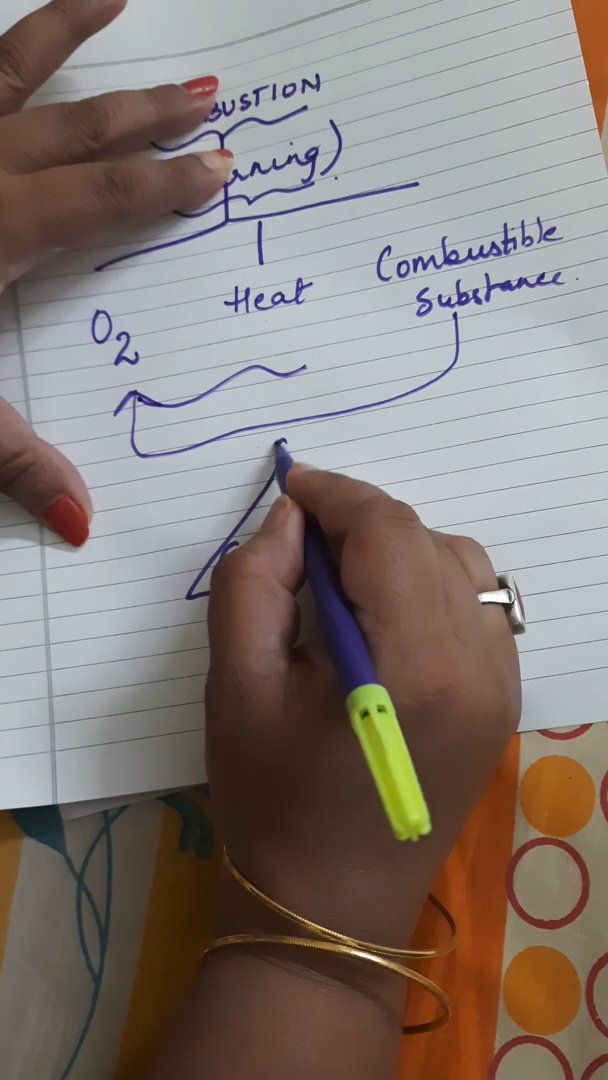 BUSTION
rning)
Heat
Combustible
Substance.
O2